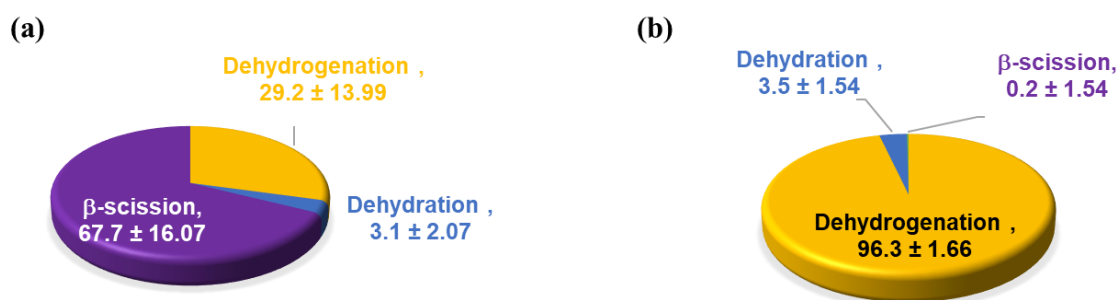 (a)
Dehydrogenation ,
29.2 ± 13.99
β-scission,
67.7 ± 16.07
Dehydration ,
3.1 ± 2.07
(b)
Dehydration ,
3.5 ± 1.54
β-scission,
0.2 ± 1.54
Dehydrogenation ,
96.3 ± 1.66